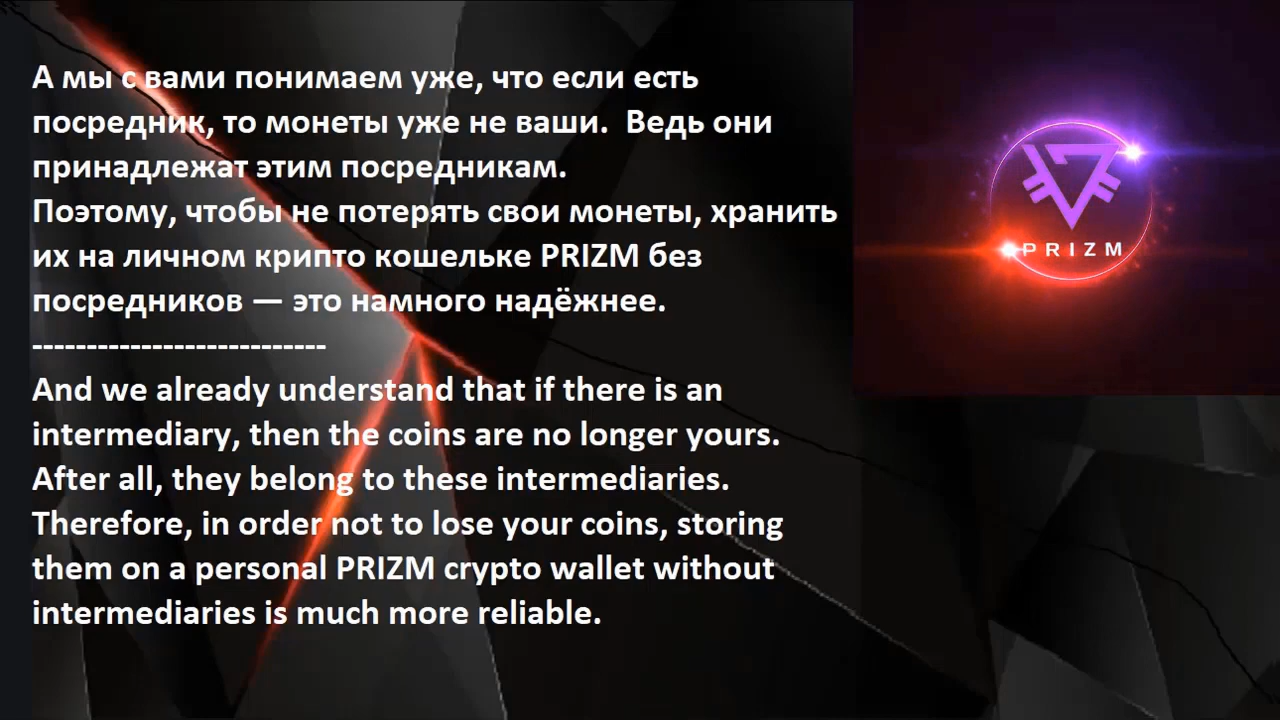 А мы с вами понимаем уже, что если есть
посредник, то монеты уже не ваши.  Ведь они
принадлежат этим посредникам.
Поэтому, чтобы не потерять свои монеты, хранить
их на личном крипто кошельке PRIZM без
посредников — это намного надёжнее.
---------------------------
And we already understand that if there is an
intermediary, then the coins are no longer yours.
After all, they belong to these intermediaries.
Therefore, in order not to lose your coins, storing
them on a personal PRIZM crypto wallet without
intermediaries is much more reliable.
PRIZM